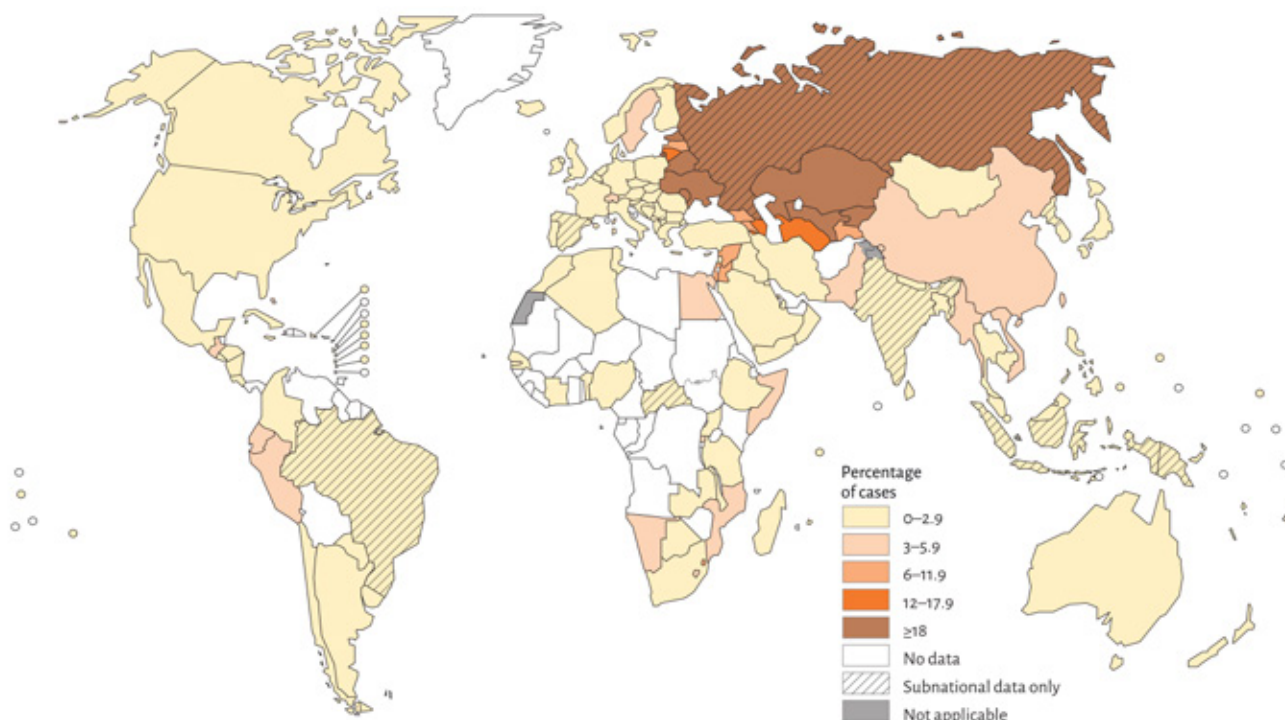 Percentage
of cases
0–2.9
3–5.9
6–11.9
12–17.9
≥18
No data
Subnational data only
Not applicable